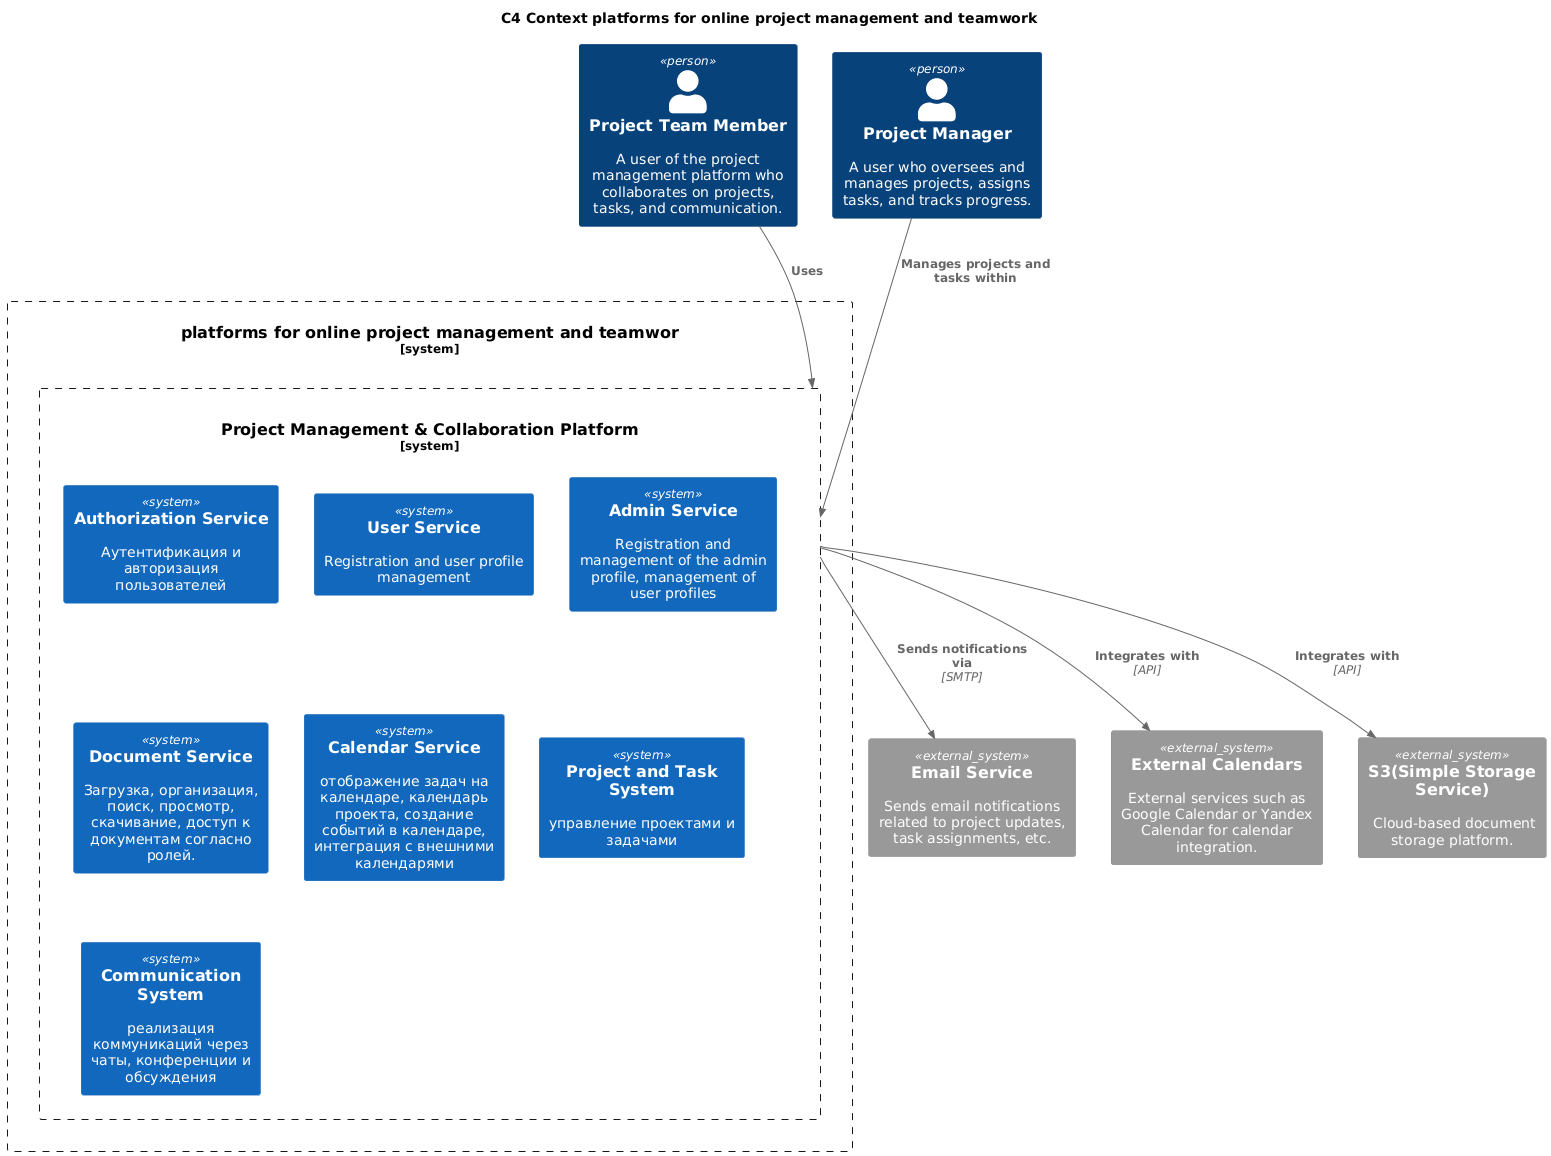 C4 Context platforms for online project management and teamwork
«person»
Project Team Member
A user of the project
management platform who
collaborates on projects,
tasks, and communication.
«person»
Project Manager
A user who oversees and
manages projects, assigns
tasks, and tracks progress.
Uses
Manages projects and
tasks within
platforms for online project management and teamwor
[system]
Project Management & Collaboration Platform
[system]
«system»
Authorization Service
Аутентификация и
авторизация
пользователей
«system»
User Service
Registration and user profile
management
«system»
Admin Service
Registration and
management of the admin
profile, management of
user profiles
Sends notifications
via
[SMTP]
Integrates with
[API]
Integrates with
[API]
«system»
Document Service
Загрузка, организация,
поиск, просмотр,
скачивание, доступ к
документам согласно
ролей.
«system»
Calendar Service
отображение задач на
календаре, календарь
проекта, создание
событий в календаре,
интеграция с внешними
календарями
«system»
Project and Task
System
управление проектами и
задачами
«external_system»
Email Service
Sends email notifications
related to project updates,
task assignments, etc.
«external_system»
External Calendars
External services such as
Google Calendar or Yandex
Calendar for calendar
integration.
«external_system»
S3(Simple Storage
Service)
Cloud-based document
storage platform.
«system»
Communication
System
реализация
коммуникаций через
чаты, конференции и
обсуждения